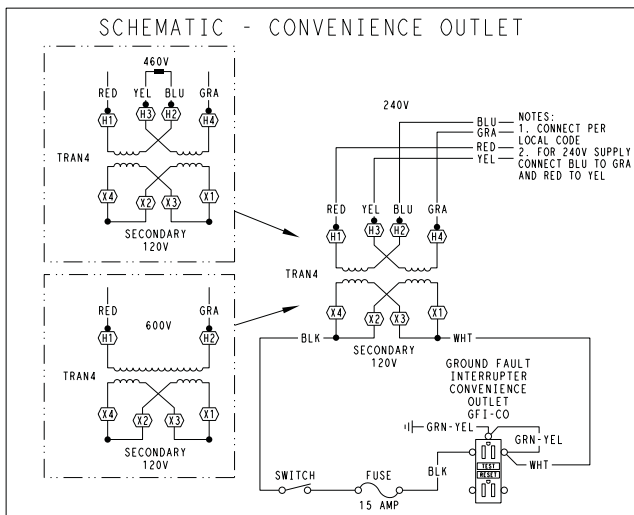 SCHEMATIC - CONVENIENCE OUTLET
460V
RED YEL BLU GRA
H1 H3 H2 H4
TRAN4
X4 X2 X3 X1
SECONDARY
120V
600V
RED GRA
H1 H2
TRAN4
X4 X2 X3 X1
SECONDARY
120V
240V
BLU
GRA
RED
YEL
NOTES:
1. CONNECT PER
LOCAL CODE
2. FOR 240V SUPPLY
CONNECT BLU TO GRA
AND RED TO YEL
RED YEL BLU GRA
H1 H3 H2 H4
TRAN4
X4 X2 X3 X1
BLK WHT
SECONDARY
120V
GROUND FAULT
INTERRUPTER
CONVENIENCE
OUTLET
GFI-CO
GRN-YEL
GRN-YEL
WHT
BLK
TEST
RESET
SWITCH FUSE
15 AMP